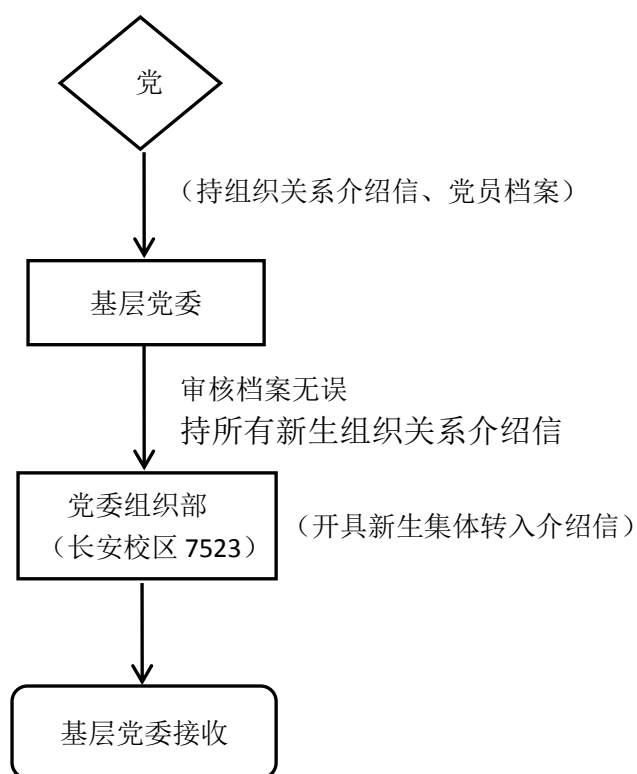 党
（持组织关系介绍信、党员档案）
基层党委
审核档案无误
持所有新生组织关系介绍信
党委组织部
（长安校区 7523）
（开具新生集体转入介绍信）
基层党委接收